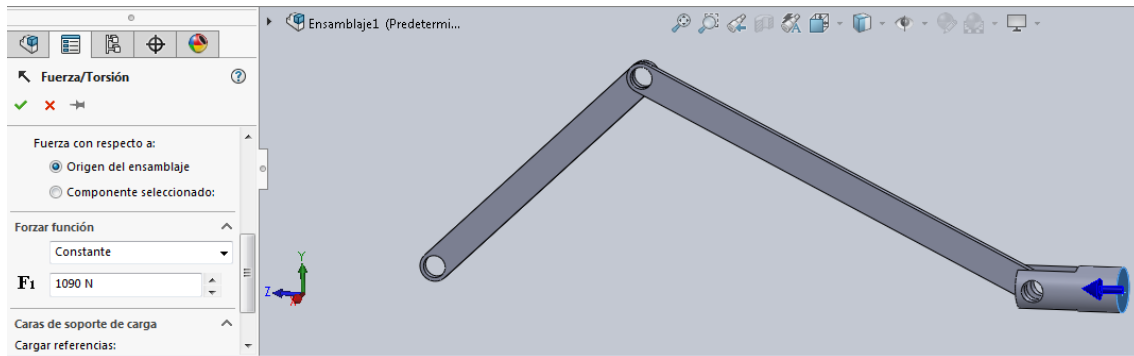 Ensamblaje1 (Predetermi...
Fuerza/Torsión
?
Fuerza con respecto a:
Origen del ensamblaje
Componente seleccionado:
Forzar función
Constante
F1 1090 N
Caras de soporte de carga
Cargar referencias:
Y
Z